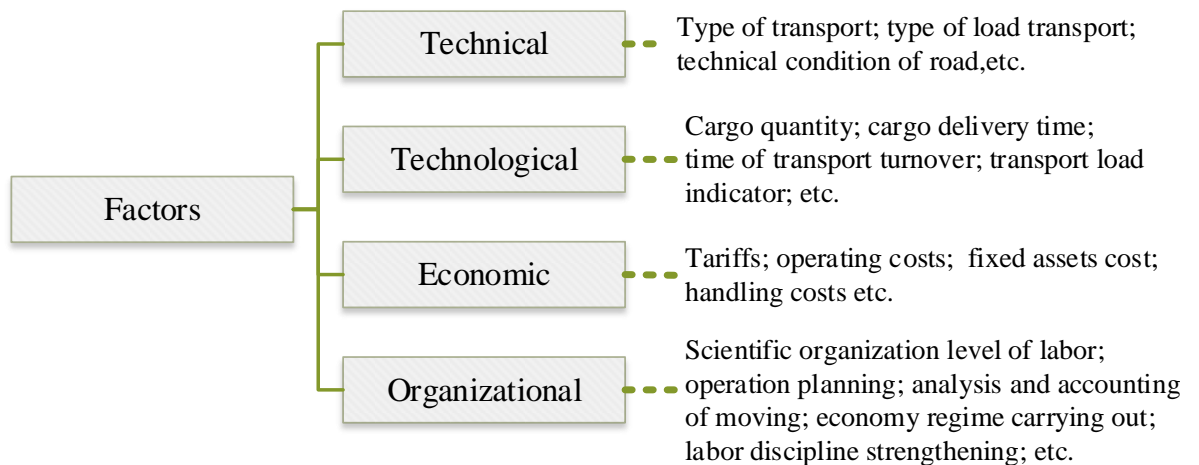 Factors
Technical
Type of transport; type of load transport;
technical condition of road,etc.
Technological
Cargo quantity; cargo delivery time;
time of transport turnover; transport load
indicator; etc.
Economic
Tariffs; operating costs;  fixed assets cost;
handling costs etc.
Organizational
Scientific organization level of labor;
operation planning; analysis and accounting
of moving; economy regime carrying out;
labor discipline strengthening; etc.